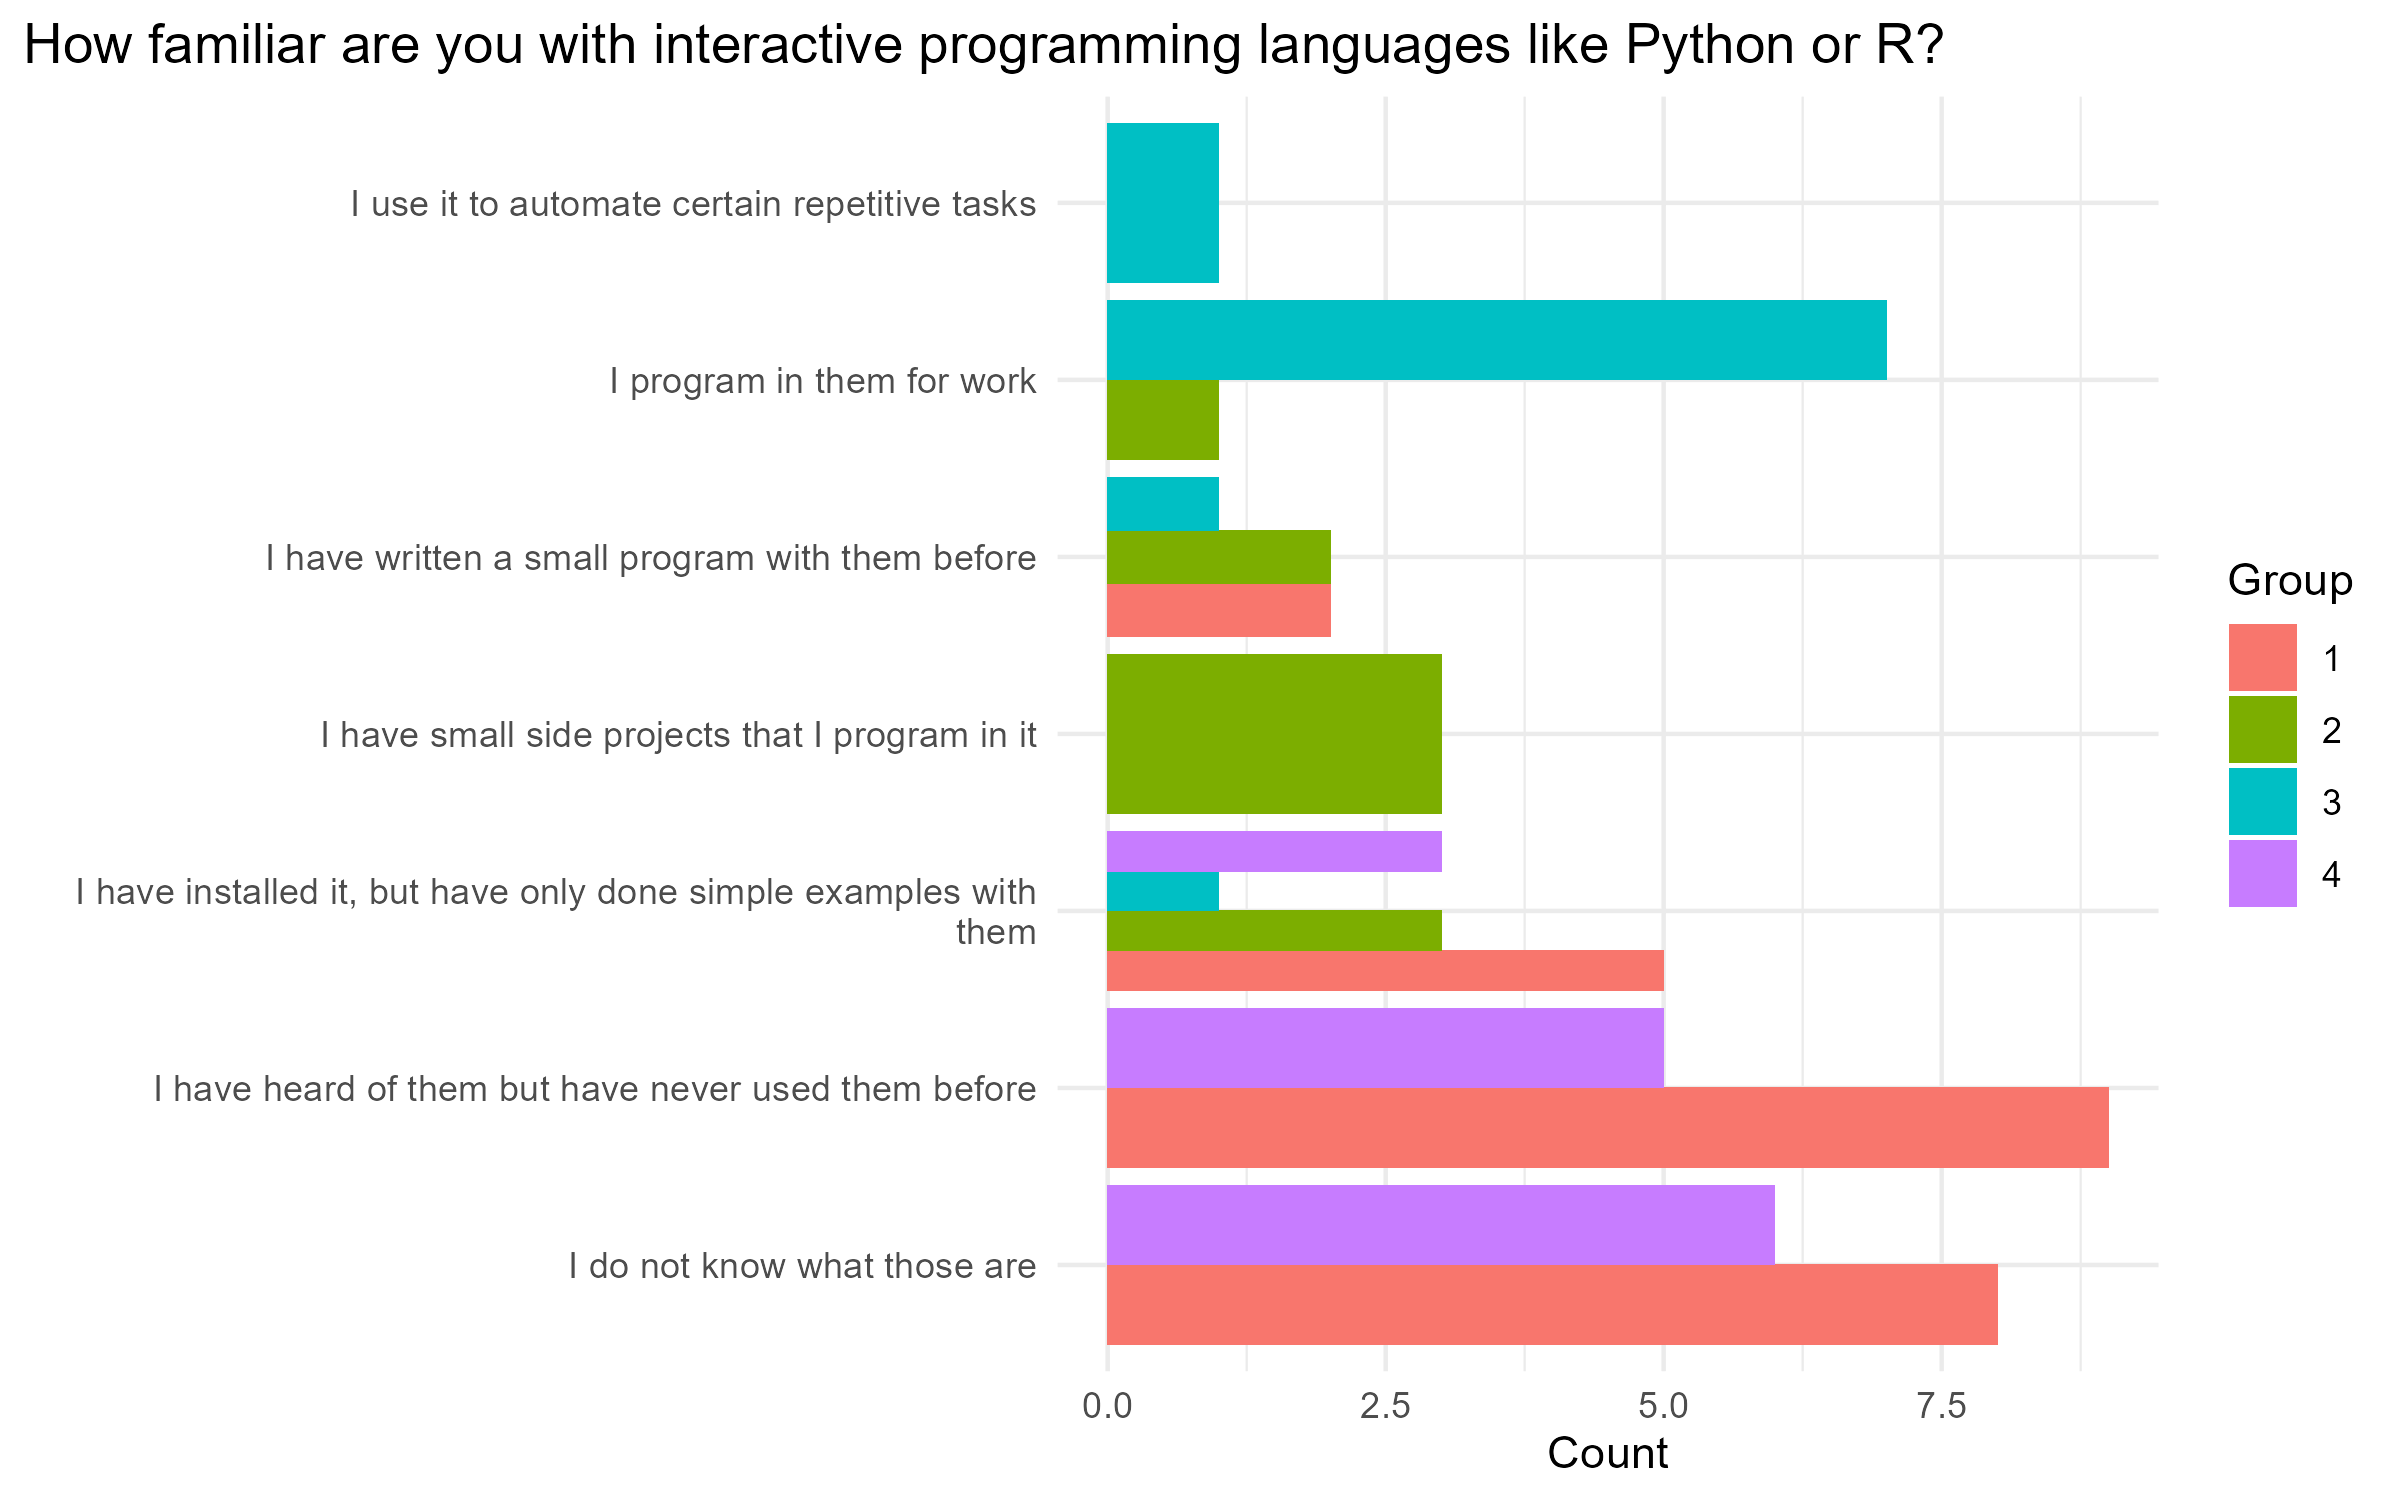 How familiar are you with interactive programming languages like Python or R?
I use it to automate certain repetitive tasks
I program in them for work
I have written a small program with them before
I have small side projects that I program in it
I have installed it, but have only done simple examples with
them
I have heard of them but have never used them before
I do not know what those are
0.0 2.5 5.0 7.5
Count
Group
1
2
3
4